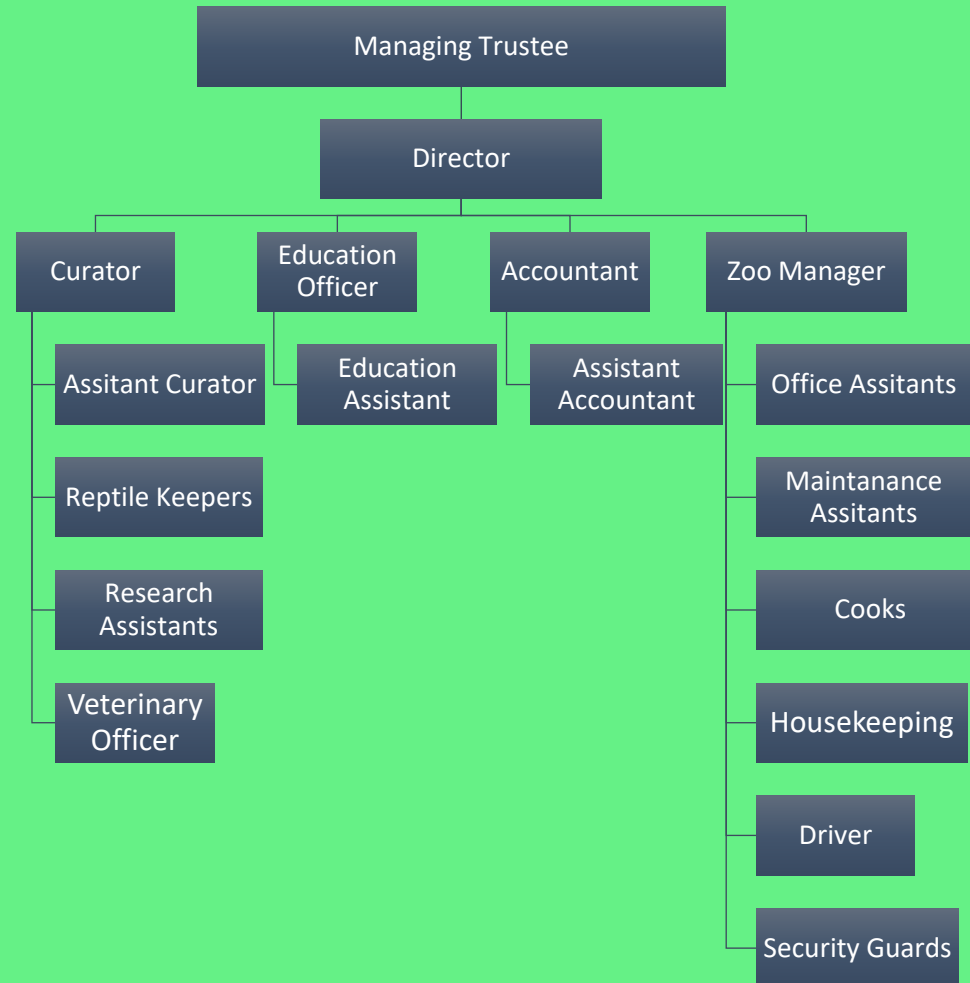 Managing Trustee
Director
Curator
Education
Officer
Accountant
Zoo Manager
Assitant Curator
Education
Assistant
Assistant
Accountant
Office Assitants
Reptile Keepers
Maintanance
Assitants
Research
Assistants
Cooks
Veterinary
Officer
Housekeeping
Driver
Security Guards